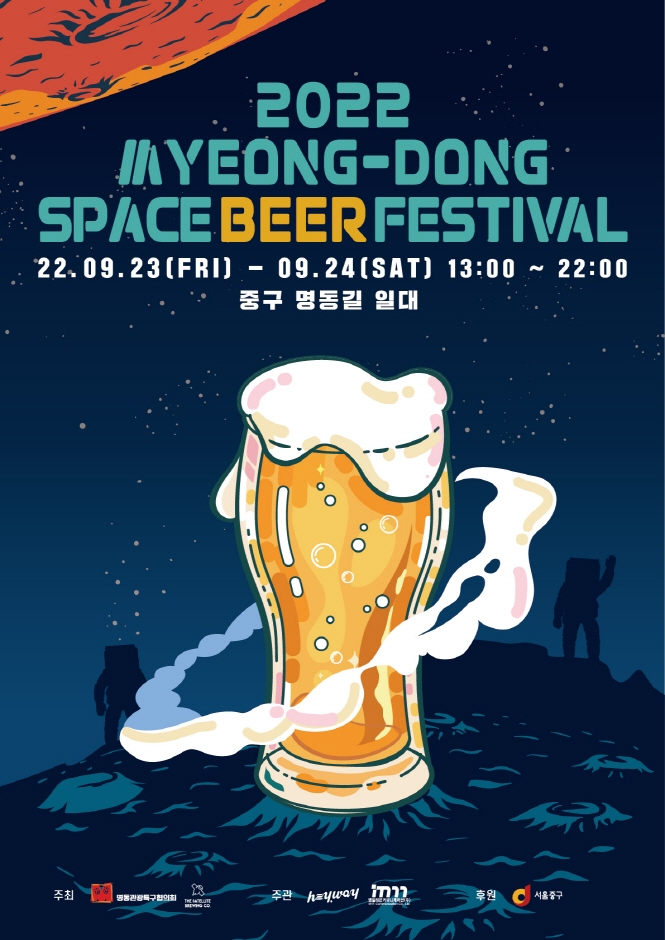 2022
MYEONG-DONG
SPACE BEER FESTIVAL
22.09.23(FRI) - 09.24(SAT) 13:00 ~ 22:00
중구 명동길 일대
주최 명동관광특구협의회 THE SATELLITE BREWING CO. 주관 heyway imm 후원 서울중구